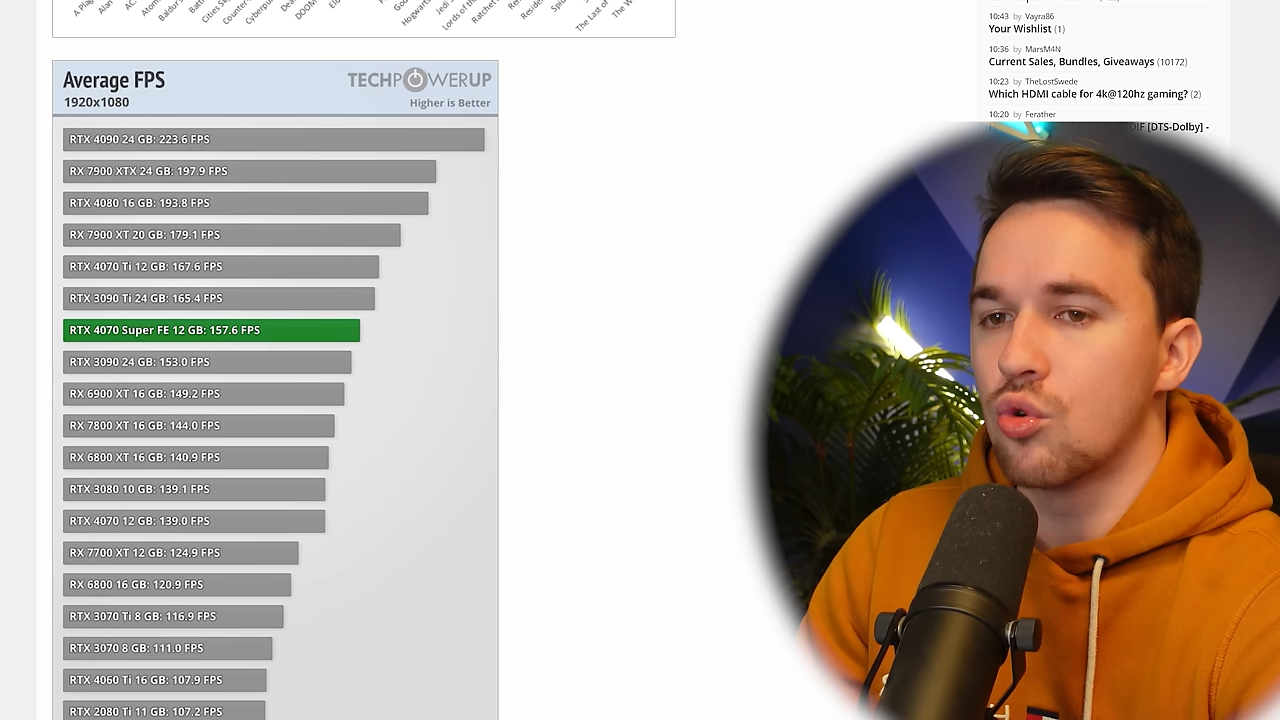 Average FPS
TECHPOWERUP
1920x1080
Higher is Better
RTX 4090 24 GB: 223.6 FPS
RX 7900 XTX 24 GB: 197.9 FPS
RTX 4080 16 GB: 193.8 FPS
RX 7900 XT 20 GB: 179.1 FPS
RTX 4070 Ti 12 GB: 167.6 FPS
RTX 3090 Ti 24 GB: 165.4 FPS
RTX 4070 Super FE 12 GB: 157.6 FPS
RTX 3090 24 GB: 153.0 FPS
RX 6900 XT 16 GB: 149.2 FPS
RX 7800 XT 16 GB: 144.0 FPS
RX 6800 XT 16 GB: 140.9 FPS
RTX 3080 10 GB: 139.1 FPS
RTX 4070 12 GB: 139.0 FPS
RX 7700 XT 12 GB: 124.9 FPS
RX 6800 16 GB: 120.9 FPS
RTX 3070 Ti 8 GB: 116.9 FPS
RTX 3070 8 GB: 111.0 FPS
RTX 4060 Ti 16 GB: 107.9 FPS
RTX 2080 Ti 11 GB: 107.2 FPS
10:43 by Vayra86
Your Wishlist (1)
10:36 by MarsM4N
Current Sales, Bundles, Giveaways (10172)
10:23 by TheLostSwede
Which HDMI cable for 4k@120hz gaming? (2)
10:20 by Ferather
[DTS-Dolby] -